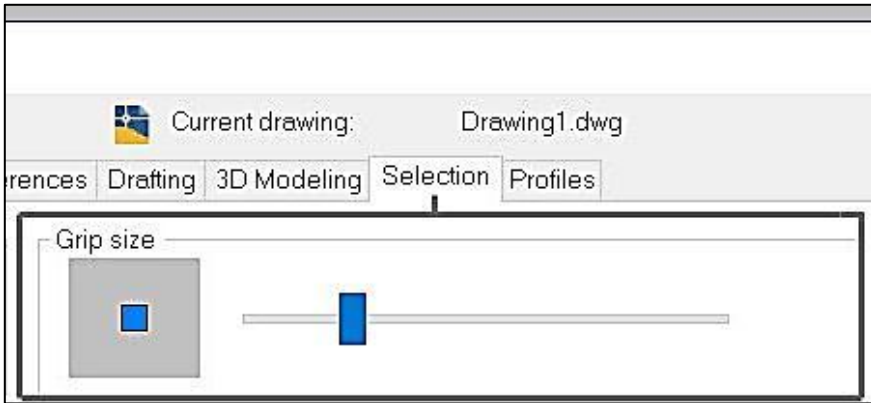 Current drawing: Drawing1.dwg
erences Drafting 3D Modeling Selection Profiles
Grip size